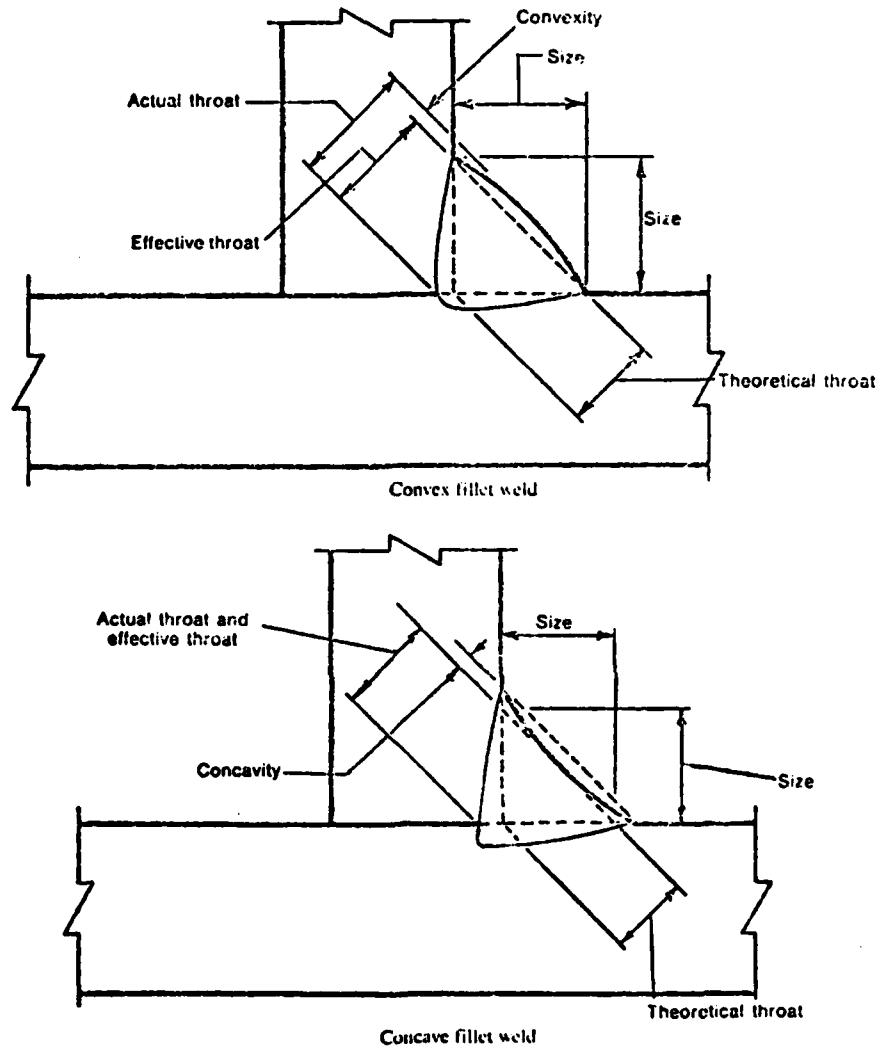 Convexity
Size
Actual throat
Size
Effective throat
Theoretical throat
Convex fillet weld
Actual throat and
effective throat
Size
Concavity
Size
Theoretical throat
Concave fillet weld